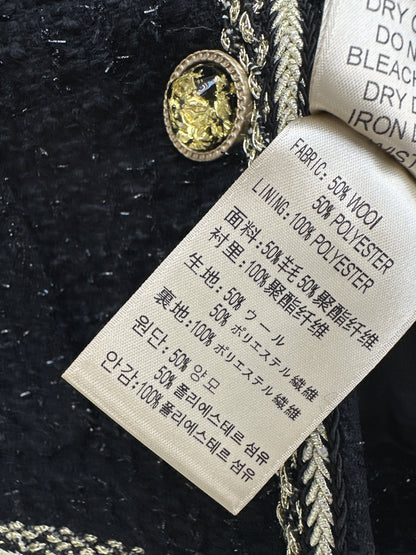 DRY C
DO N
BLEACH
DRY
IRON
FABRIC: 50% WOOl
50% POLYESTER
LINING: 100% POLYESTER
面料: 50%羊毛 50%聚酯纤维
衬里: 100%聚酯纤维
生地: 50% ウール
50% ポリエステル繊維
裏地: 100% ポリエステル繊維
원단: 50% 양모
50% 폴리에스테르 섬유
안감: 100% 폴리에스테르 섬유